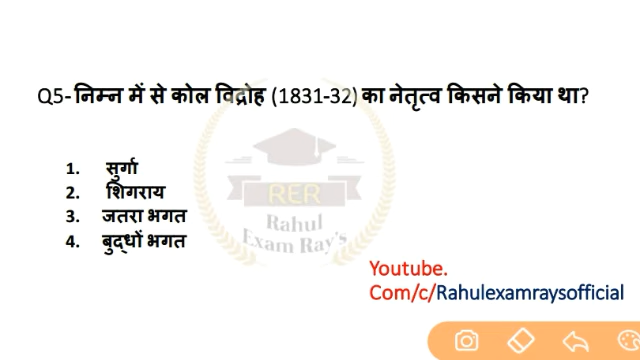 Q5- निम्न में से कोल विद्रोह (1831-32) का नेतृत्व किसने किया था?
1. सुर्गा
2. शिगराय
3. जतरा भगत
4. बुद्धों भगत
RER
Rahul
Exam Ray's
Youtube.
Com/c/Rahulexamraysofficial